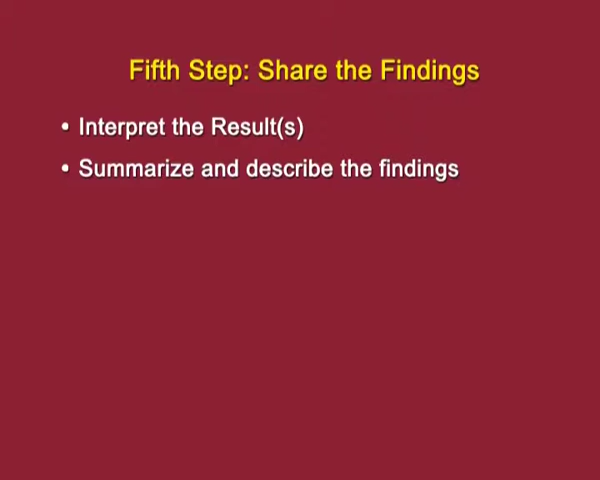 Fifth Step: Share the Findings
• Interpret the Result(s)
• Summarize and describe the findings